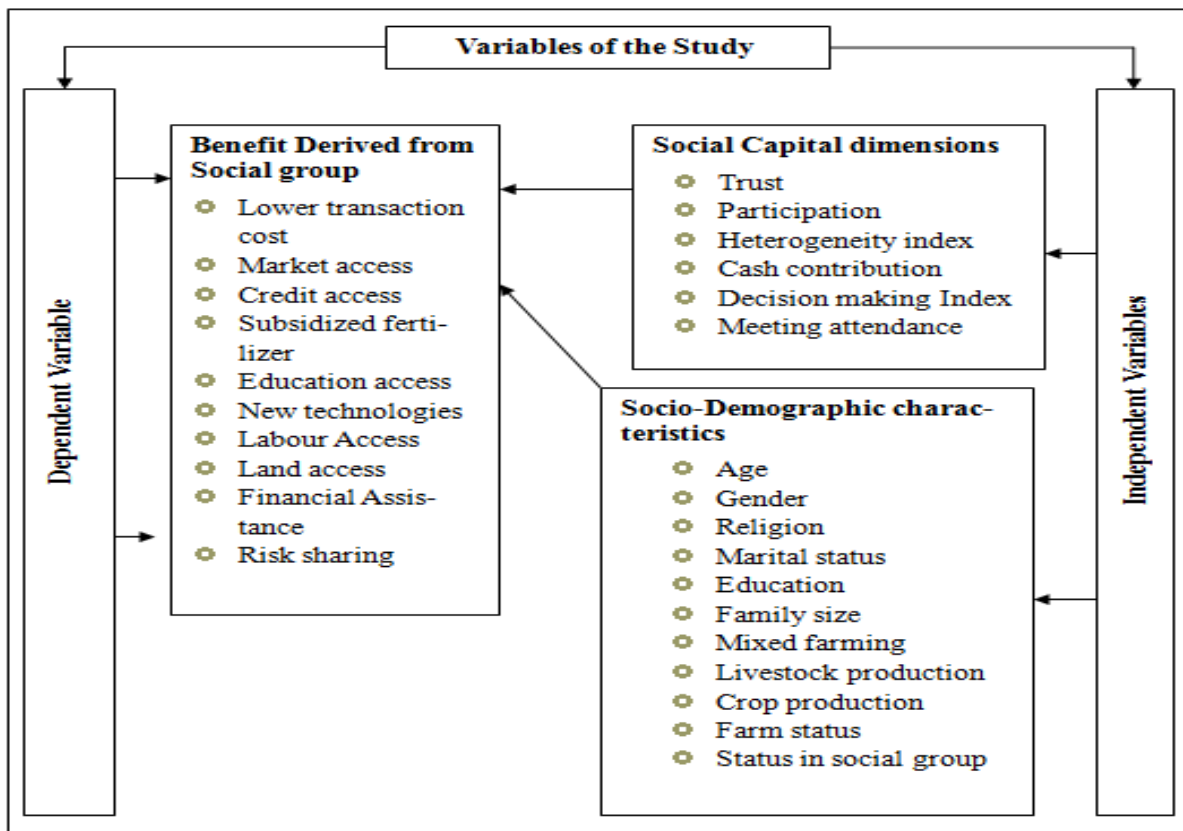 Variables of the Study
Dependent Variable
Benefit Derived from
Social group
Lower transaction
cost
Market access
Credit access
Subsidized ferti-
lizer
Education access
New technologies
Labour Access
Land access
Financial Assis-
tance
Risk sharing
Social Capital dimensions
Trust
Participation
Heterogeneity index
Cash contribution
Decision making Index
Meeting attendance
Socio-Demographic charac-
teristics
Age
Gender
Religion
Marital status
Education
Family size
Mixed farming
Livestock production
Crop production
Farm status
Status in social group
Independent Variables